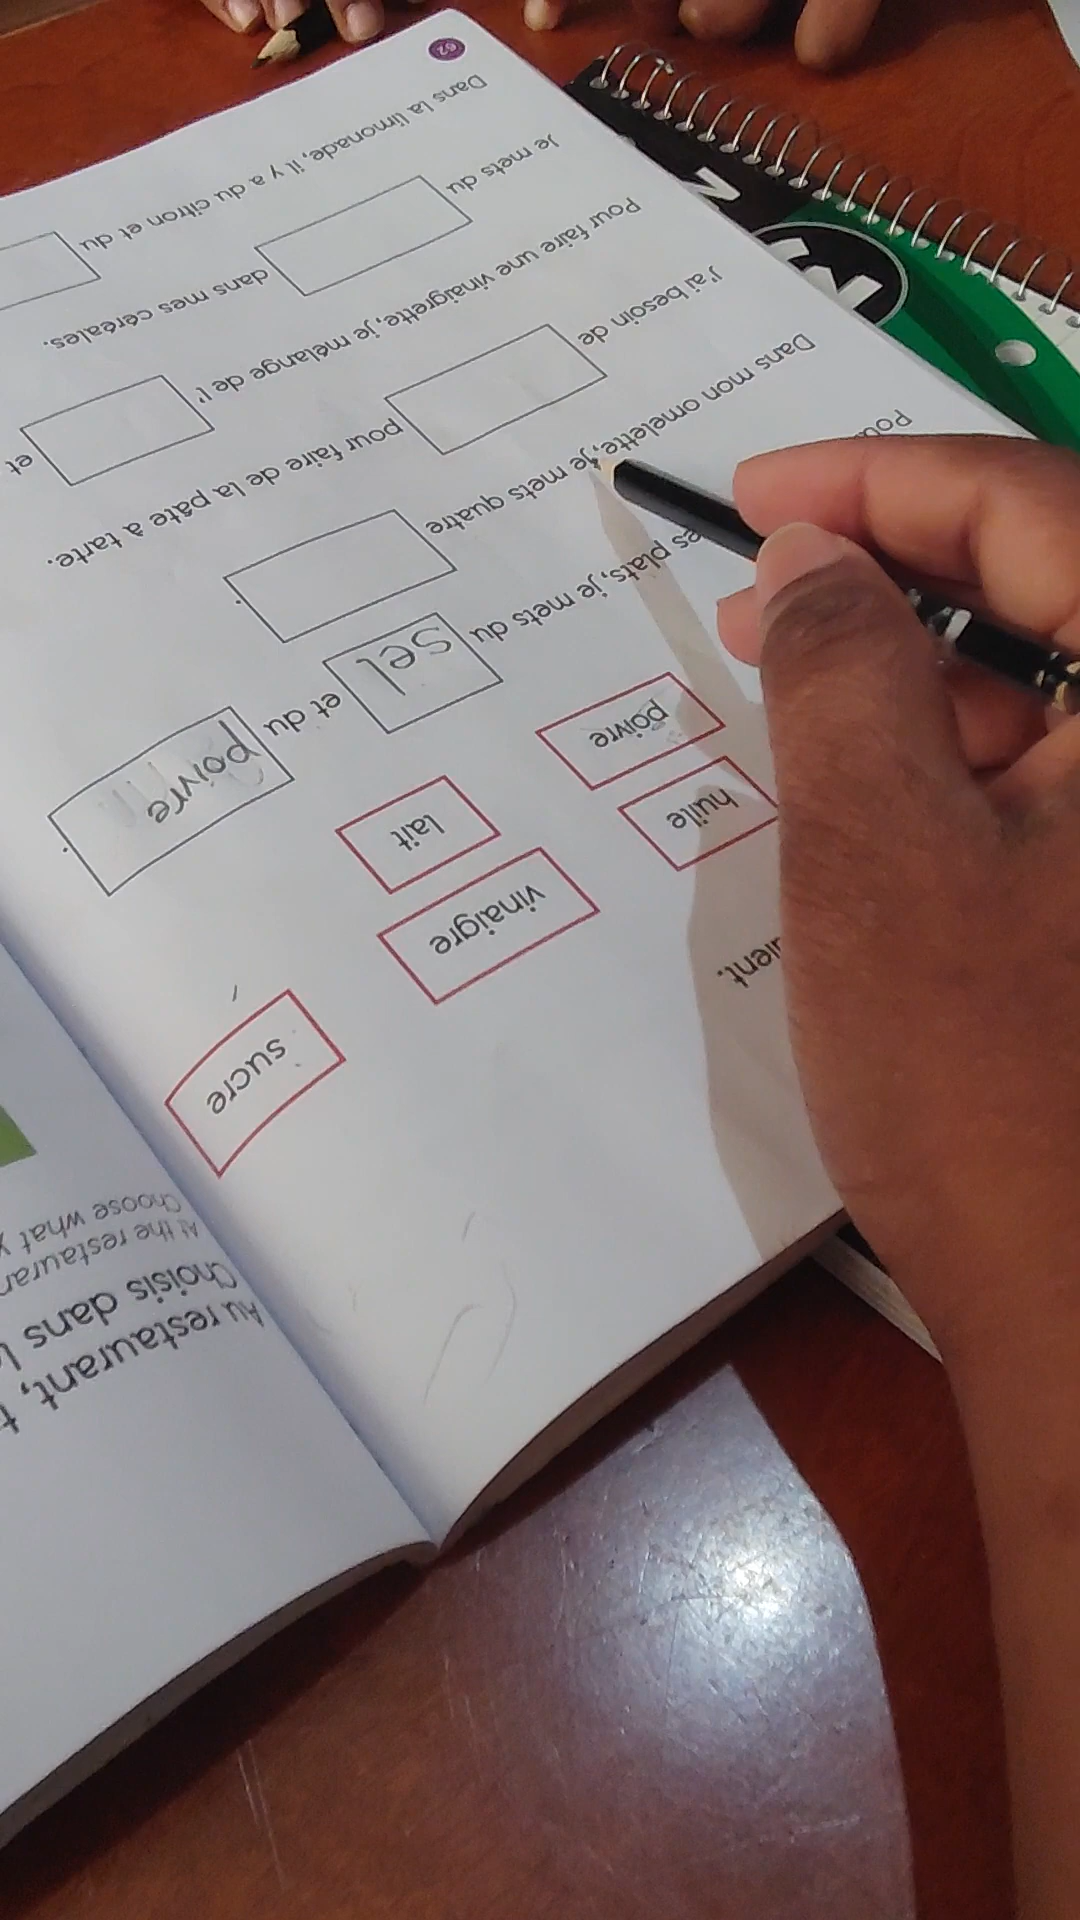 ulent.
sucre
vinaigre
lait
huile
poivre
es plats, je mets du sel et du poivre.
Dans mon omelette, je mets quatre
J'ai besoin de pour faire de la pâte à tarte.
Pour faire une vinaigrette, je mélange de l' et
Je mets du dans mes céréales.
Dans la limonade, il y a du citron et du
62
Au restaurant, t
Choisis dans l
At the restauran
Choose what y